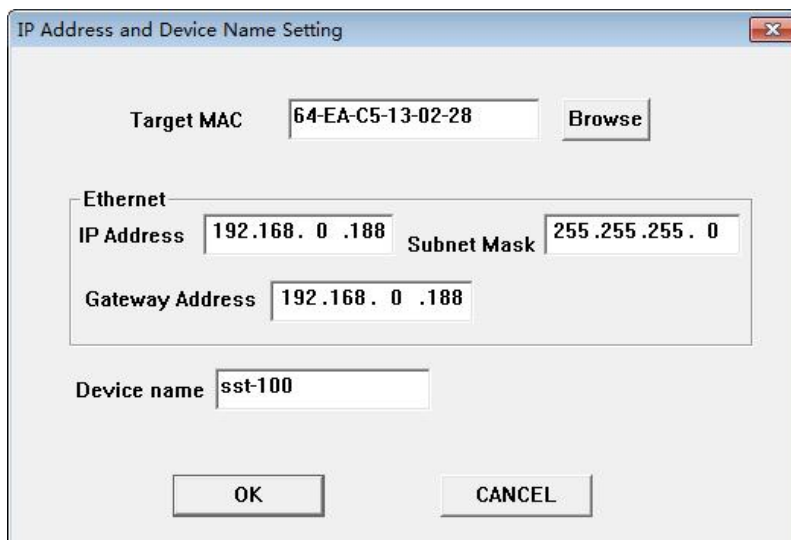 IP Address and Device Name Setting
Target MAC 64-EA-C5-13-02-28 Browse
Ethernet
IP Address 192.168. 0 .188 Subnet Mask 255.255.255. 0
Gateway Address 192.168. 0 .188
Device name sst-100
OK CANCEL